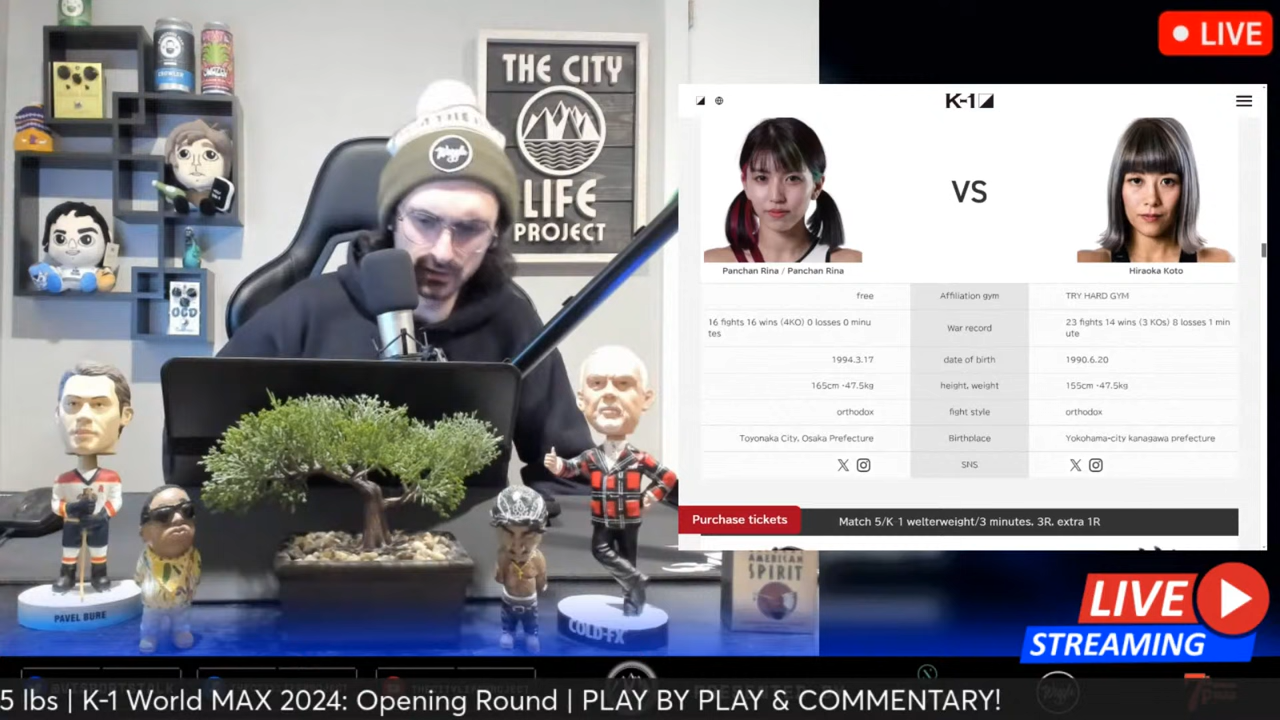 LIVE
THE CITY
LIFE
PROJECT
K-1
VS
Panchan Rina / Panchan Rina
Hiraoka Koto
free
Affiliation gym
TRY HARD GYM
16 fights 16 wins (4KO) 0 losses 0 minu
tes
War record
23 fights 14 wins (3 KOs) 8 losses 1 min
ute
1994.3.17
date of birth
1990.6.20
165cm -47.5kg
height, weight
155cm -47.5kg
orthodox
fight style
orthodox
Toyonaka City, Osaka Prefecture
Birthplace
Yokohama-city kanagawa prefecture
SNS
Purchase tickets
Match 5/K-1 welterweight/3 minutes. 3R, extra 1R
OCD
AMERICAN
SPIRIT
PAVEL BURE
COLD-FX
LIVE
STREAMING
5 lbs | K-1 World MAX 2024: Opening Round | PLAY BY PLAY & COMMENTARY!